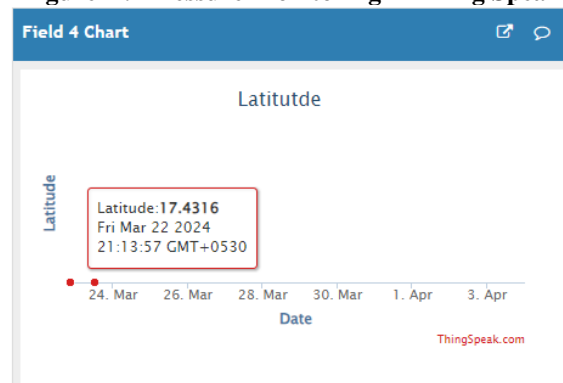 Field 4 Chart
Latitutde
Latitude
Latitude:17.4316
Fri Mar 22 2024
21:13:57 GMT+0530
24. Mar 26. Mar 28. Mar 30. Mar 1. Apr 3. Apr
Date
ThingSpeak.com